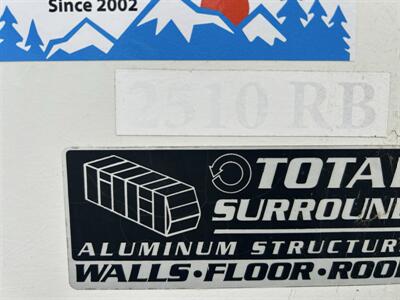 Since 2002
2510 RB
TOTAL
SURROUND
ALUMINUM STRUCTUR
WALLS•FLOOR•ROO